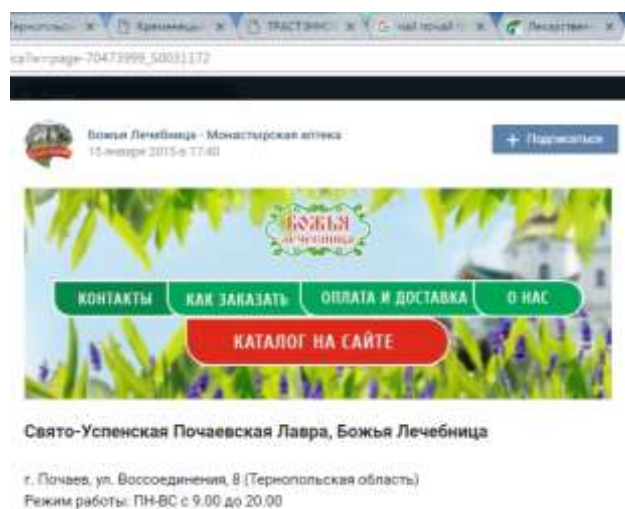 page-70473999_50031172
Божья Лечебница - Монастырская аптека
15 января 2015 в 17:40
+ Подписаться
БОЖЬЯ
ЛЕЧЕБНИЦА
КОНТАКТЫ КАК ЗАКАЗАТЬ ОПЛАТА И ДОСТАВКА О НАС
КАТАЛОГ НА САЙТЕ
Свято-Успенская Почаевская Лавра, Божья Лечебница
г. Почаев, ул. Воссоединения, 8 (Тернопольская область)
Режим работы: ПН-ВС с 9.00 до 20.00